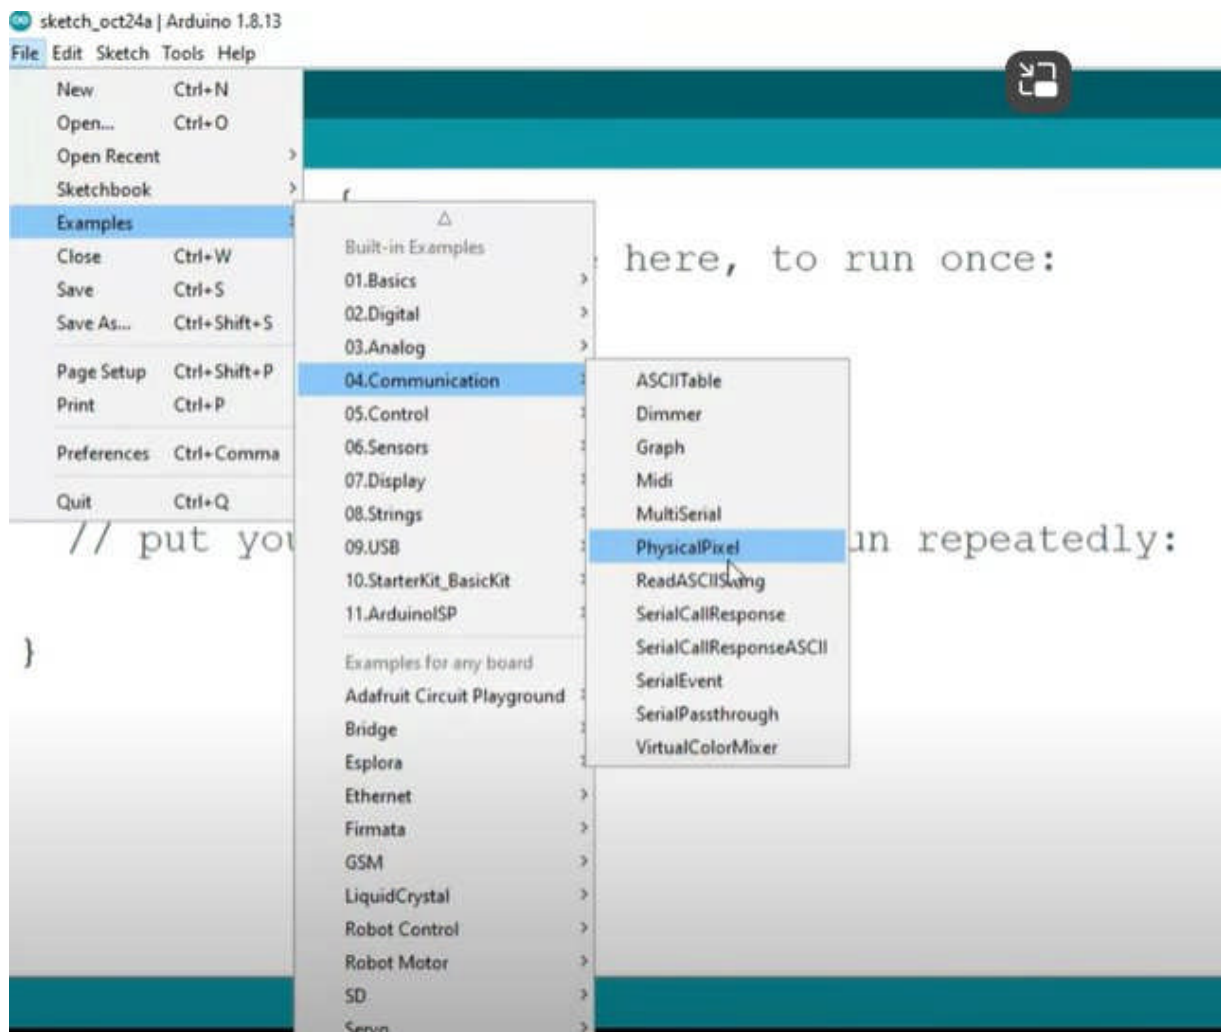 sketch_oct24a | Arduino 1.8.13
File Edit Sketch Tools Help
New Ctrl+N
Open... Ctrl+O
Open Recent
Sketchbook
Examples
Close Ctrl+W
Save Ctrl+S
Save As... Ctrl+Shift+S
Page Setup Ctrl+Shift+P
Print Ctrl+P
Preferences Ctrl+Comma
Quit Ctrl+Q
Built-in Examples
01.Basics
02.Digital
03.Analog
04.Communication
05.Control
06.Sensors
07.Display
08.Strings
09.USB
10.StarterKit_BasicKit
11.ArduinoISP
Examples for any board
Adafruit Circuit Playground
Bridge
Esplora
Ethernet
Firmata
GSM
LiquidCrystal
Robot Control
Robot Motor
SD
Servo
ASCIITable
Dimmer
Graph
Midi
MultiSerial
PhysicalPixel
ReadASCIIString
SerialCallResponse
SerialCallResponseASCII
SerialEvent
SerialPassthrough
VirtualColorMixer
{
here, to run once:
// put you un repeatedly:
}